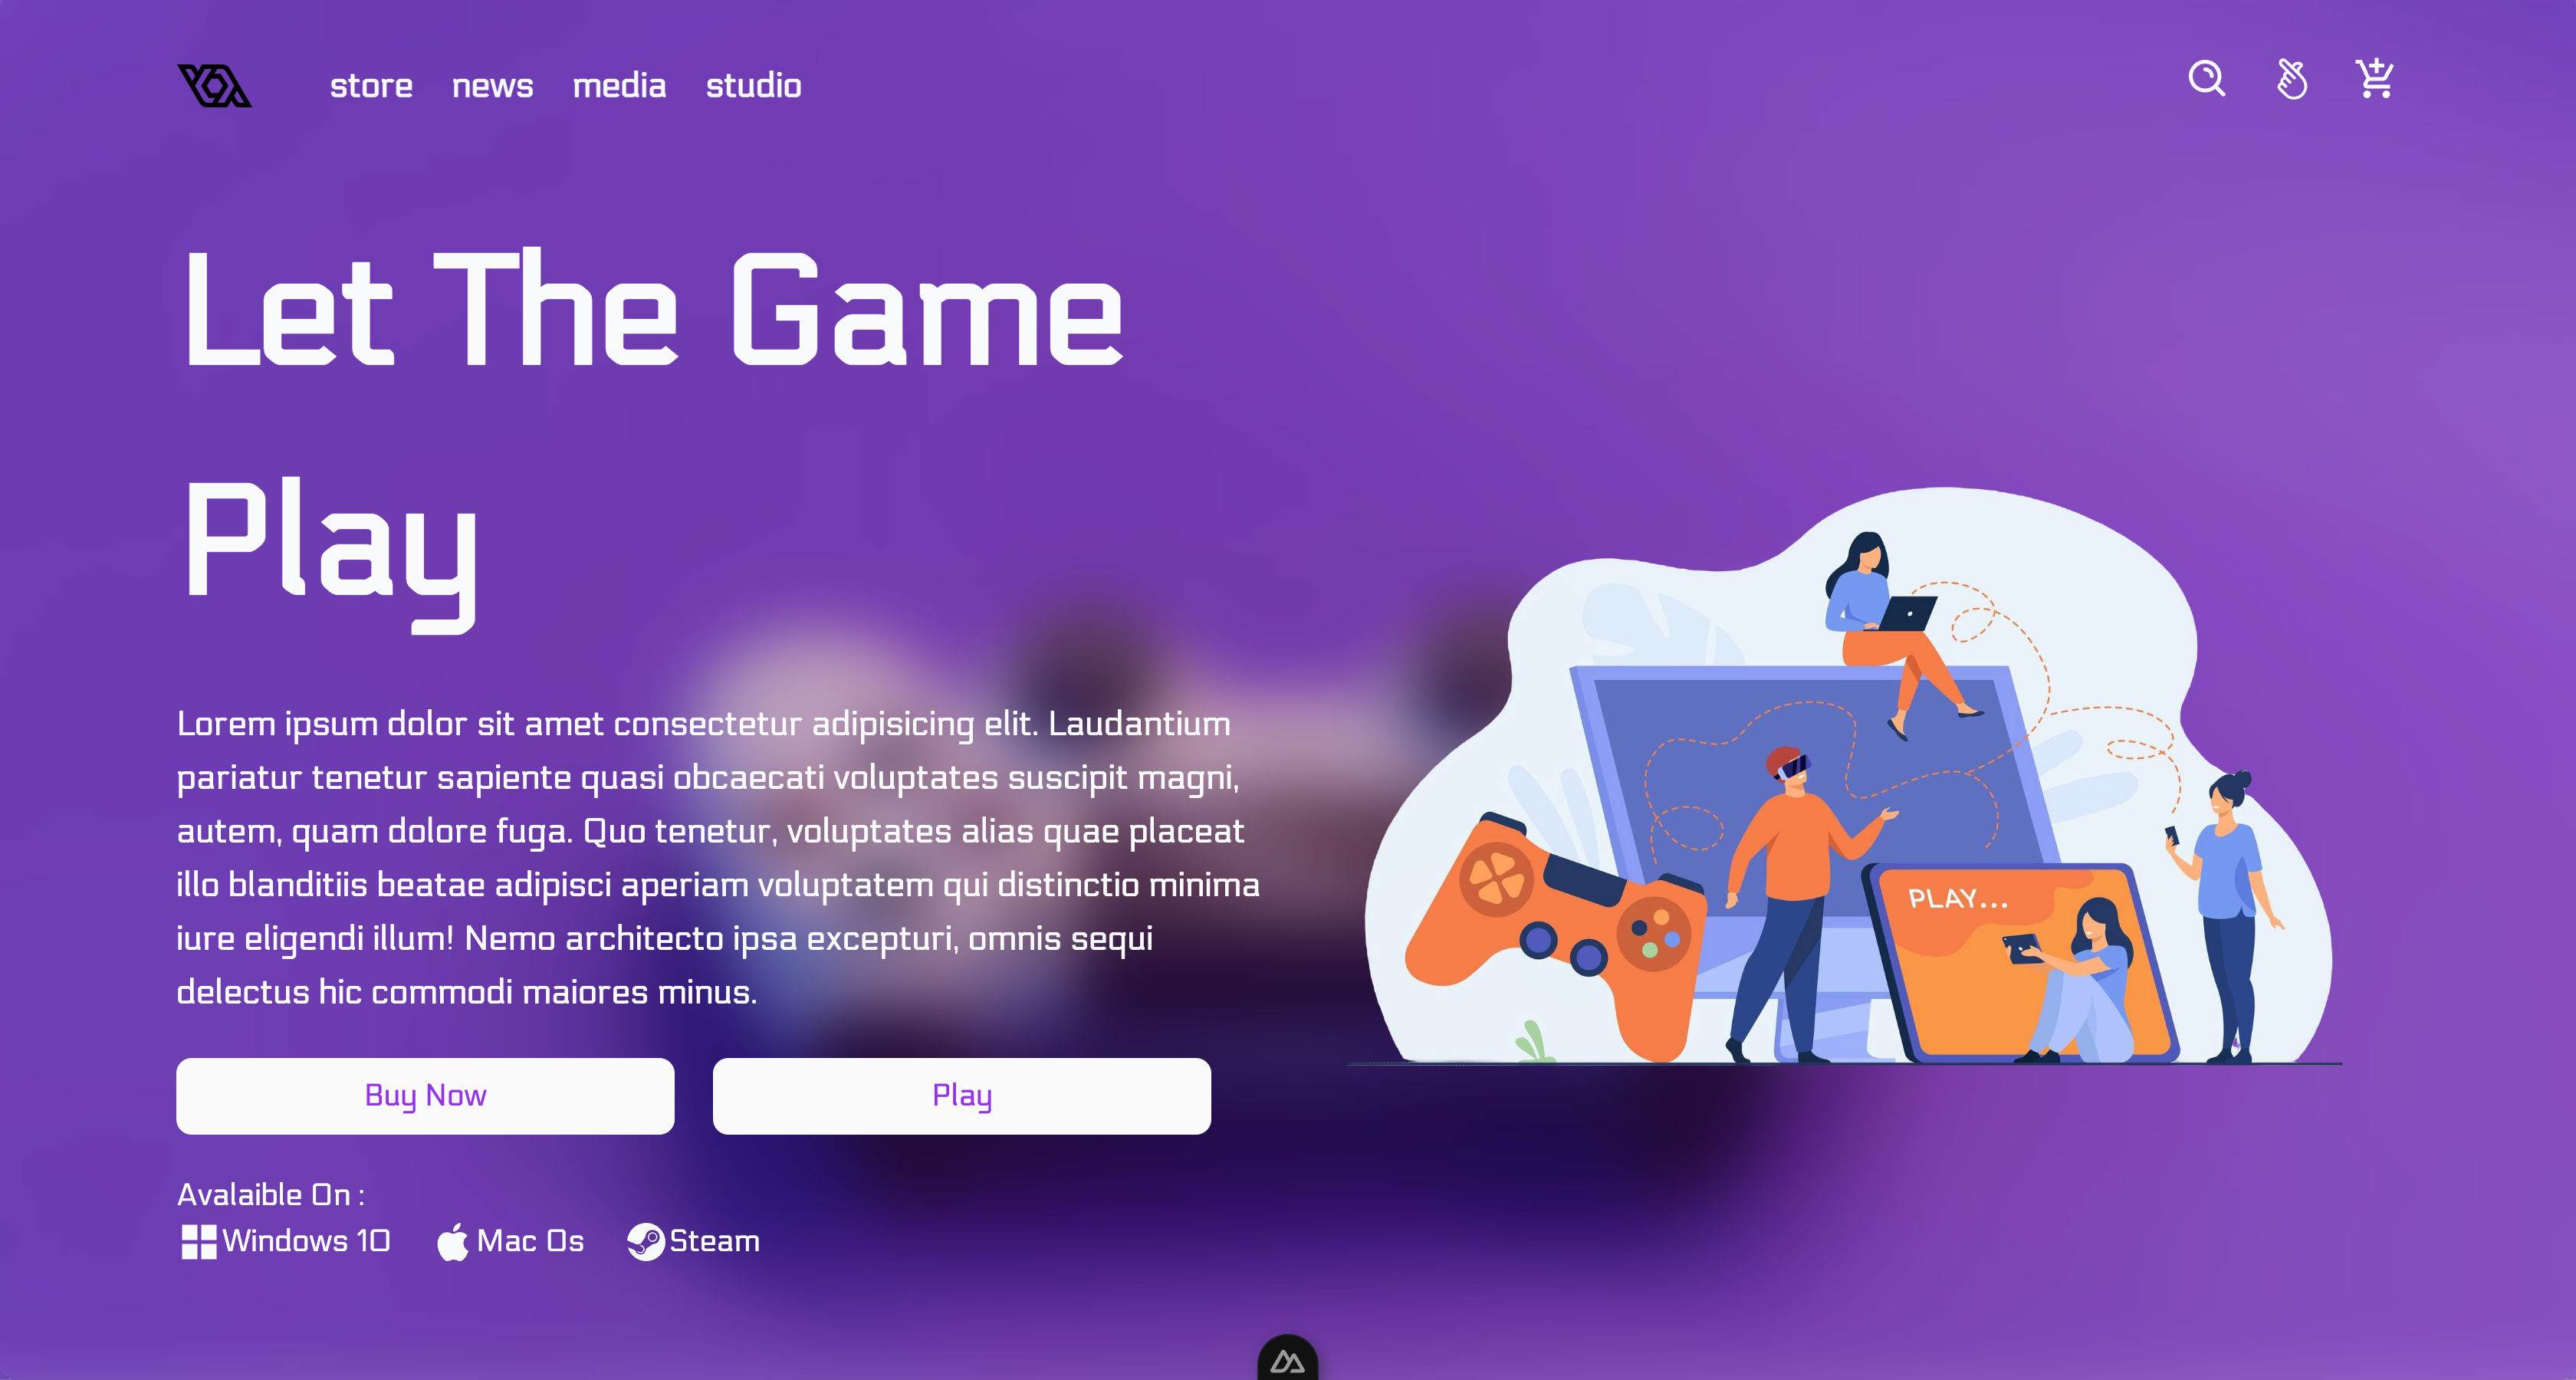 store news media studio
Let The Game
Play
Lorem ipsum dolor sit amet consectetur adipisicing elit. Laudantium
pariatur tenetur sapiente quasi obcaecati voluptates suscipit magni,
autem, quam dolore fuga. Quo tenetur, voluptates alias quae placeat
illo blanditiis beatae adipisci aperiam voluptatem qui distinctio minima
iure eligendi illum! Nemo architecto ipsa excepturi, omnis sequi
delectus hic commodi maiores minus.
PLAY...
Buy Now Play
Avalaible On :
Windows 10 Mac Os Steam